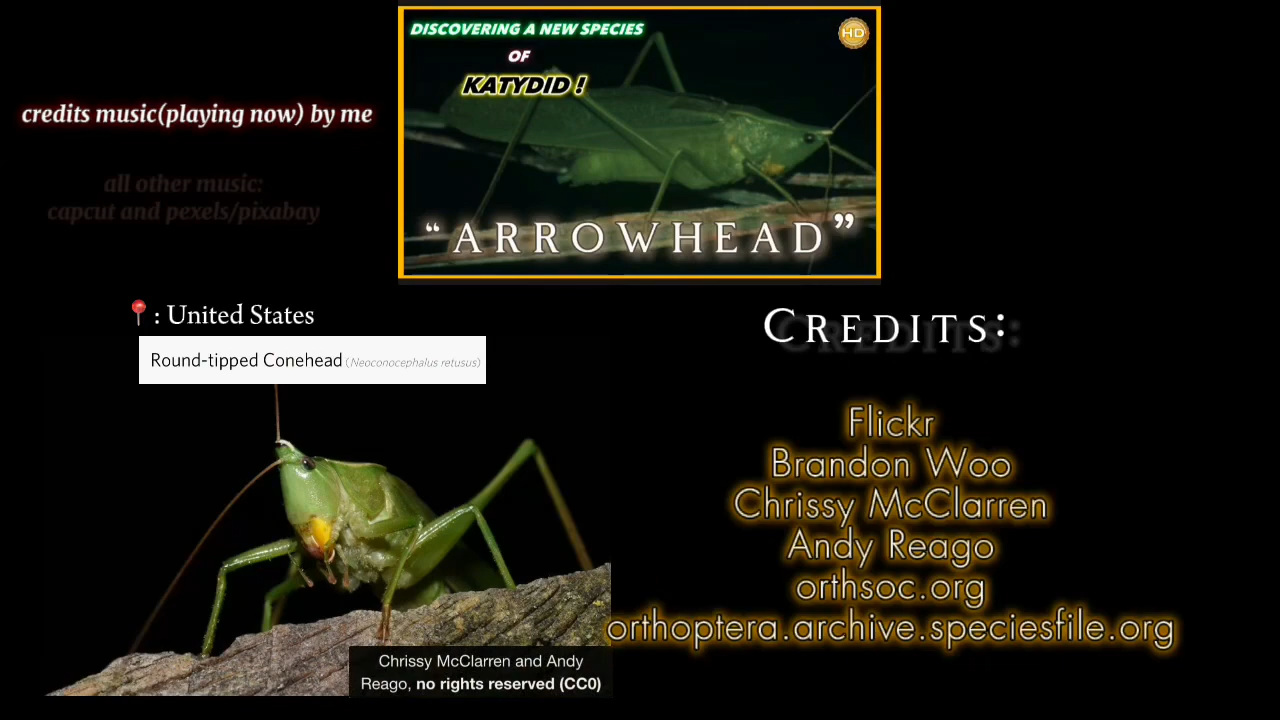 DISCOVERING A NEW SPECIES
OF
KATYDID !
HD
“ARROWHEAD”
credits music(playing now) by me
all other music:
capcut and pexels/pixabay
📍: United States
Round-tipped Conehead (Neoconocephalus retusus)
Chrissy McClarren and Andy
Reago, no rights reserved (CC0)
CREDITS:
Flickr
Brandon Woo
Chrissy McClarren
Andy Reago
orthsoc.org
orthoptera.archive.speciesfile.org